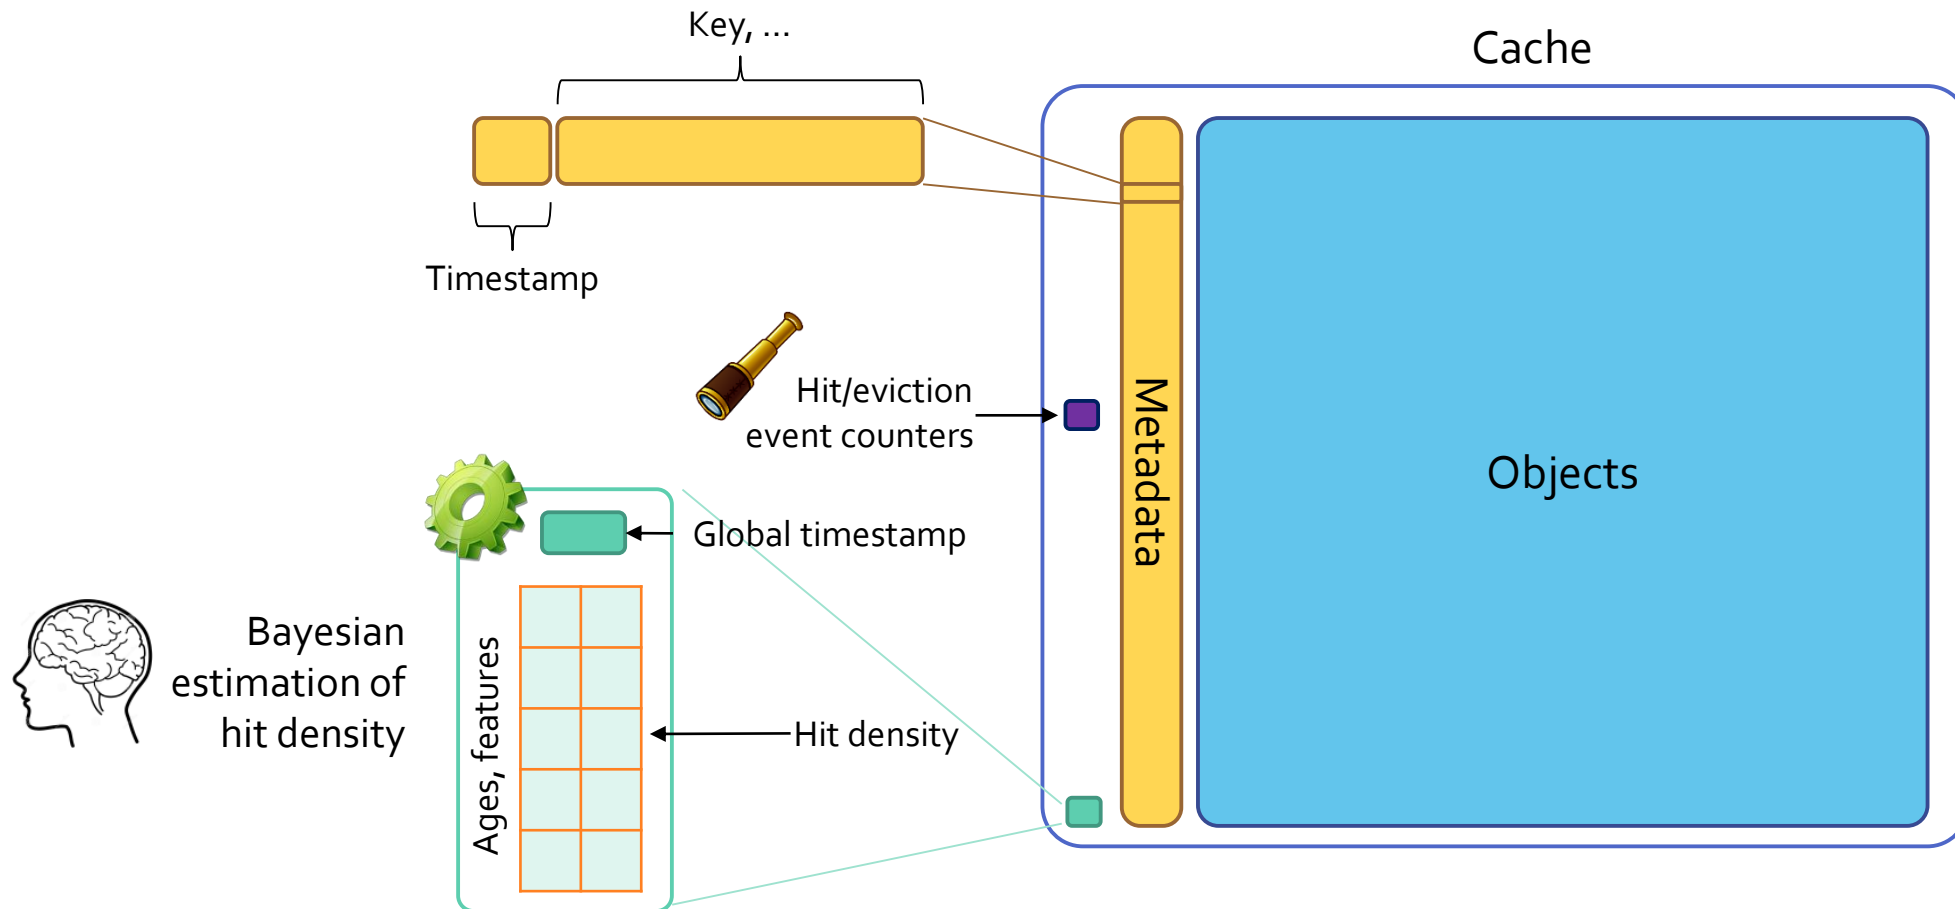 Key, ...
Cache
Timestamp
Hit/eviction
event counters
Metadata
Objects
Global timestamp
Bayesian
estimation of
hit density
Ages, features
Hit density